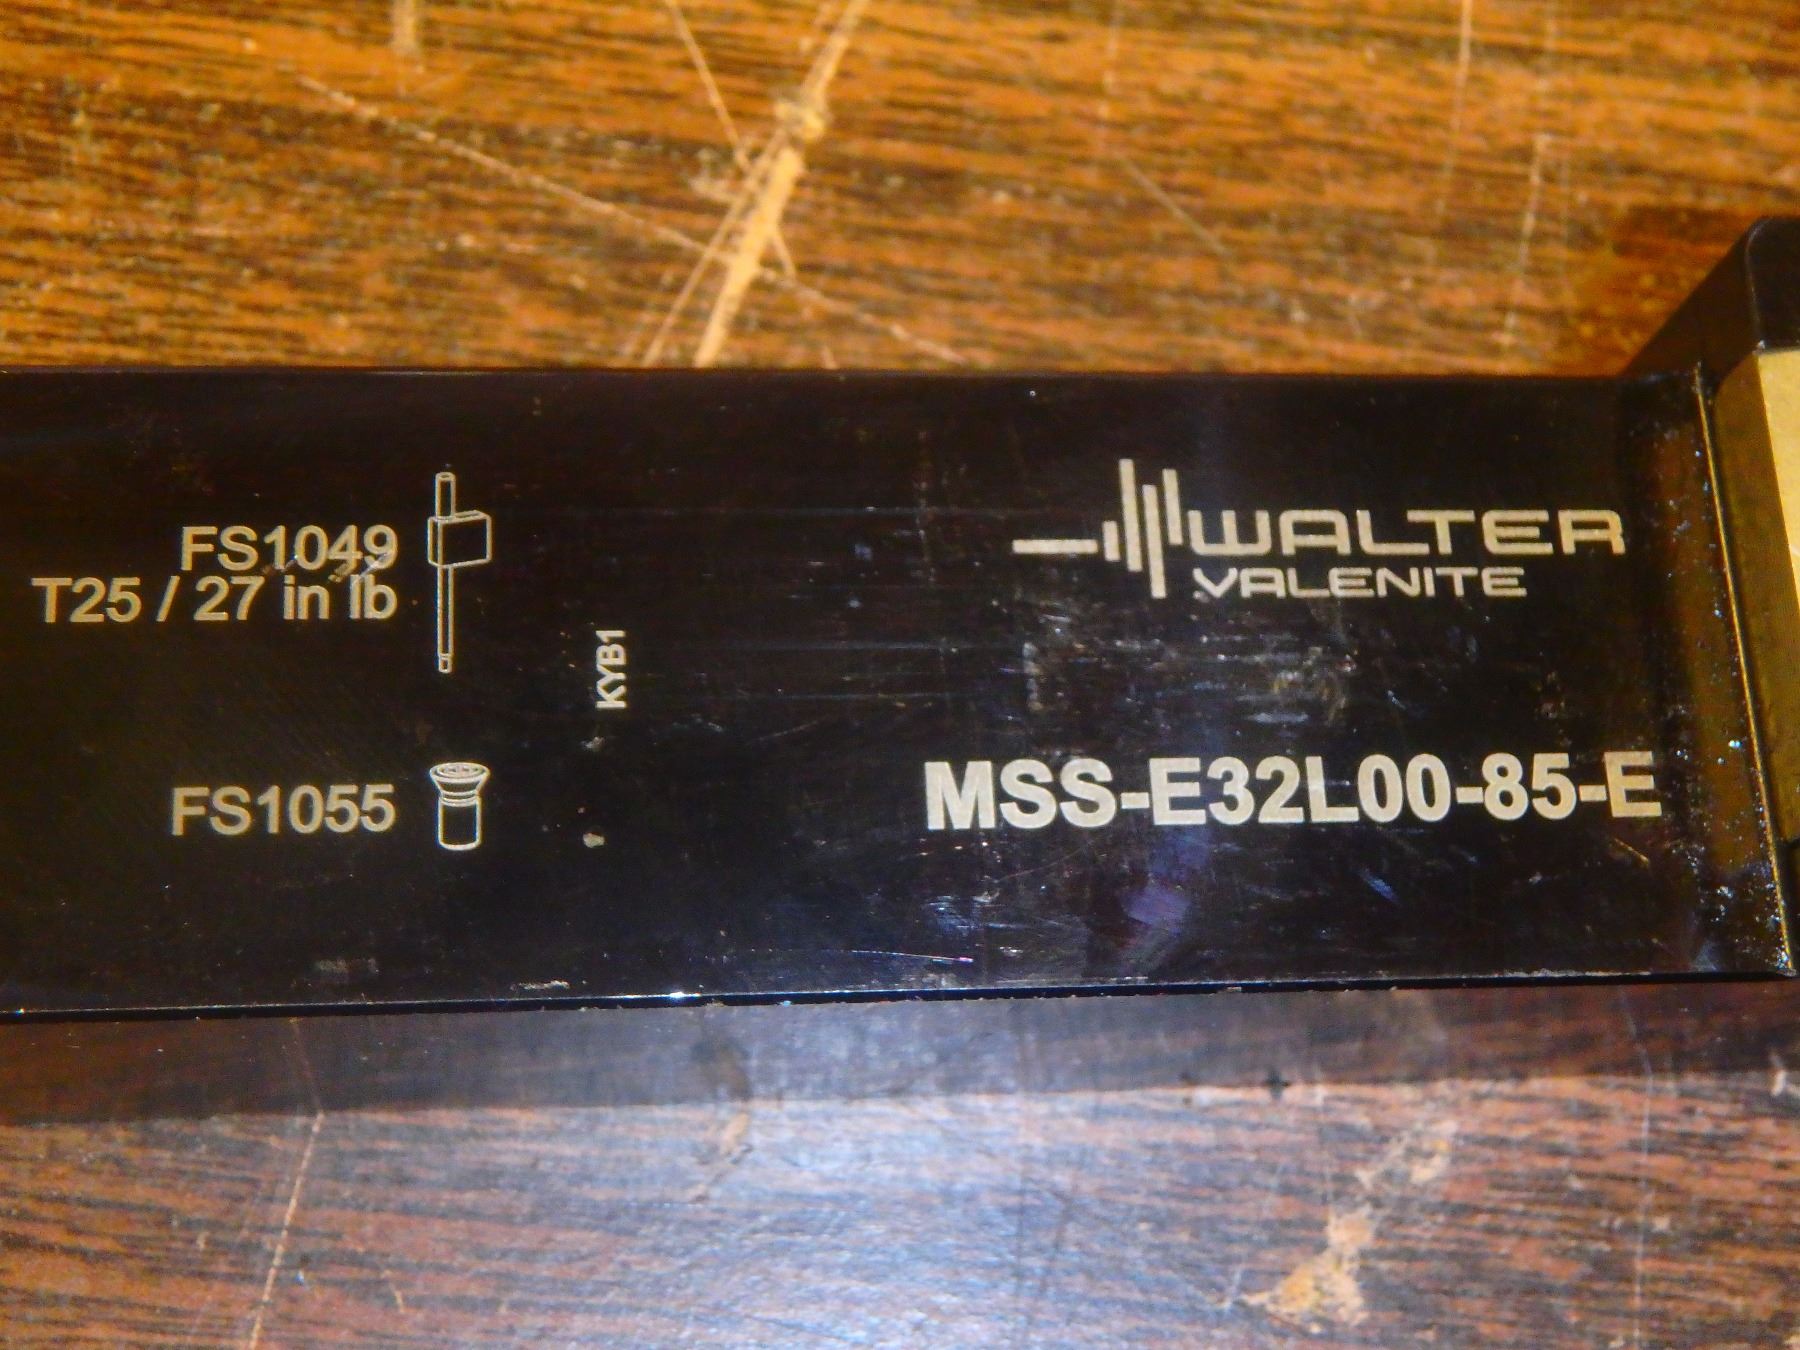 FS1049
T25 / 27 in lb
FS1055
KYB1
WALTER
VALENITE
MSS-E32L00-85-E